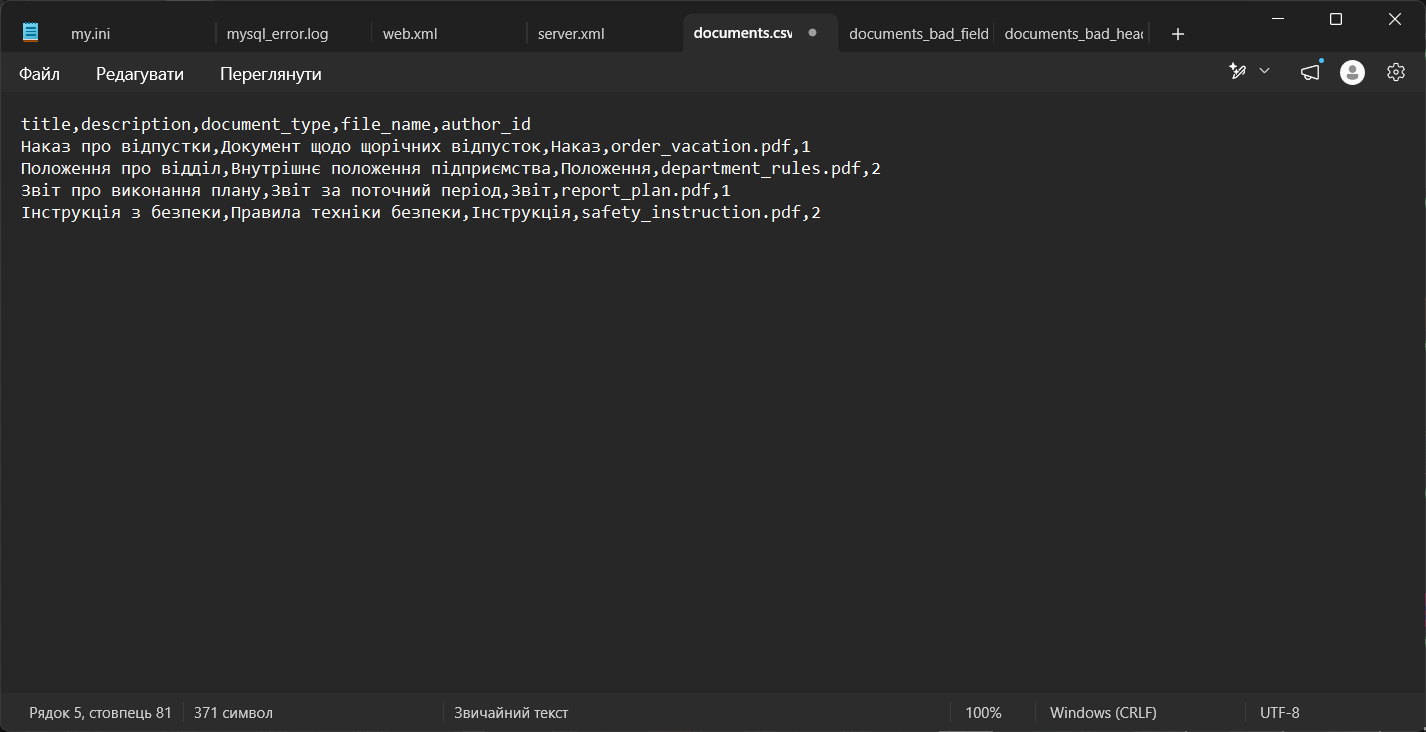 my.ini
mysql_error.log
web.xml
server.xml
documents.csv
documents_bad_field
documents_bad_head
Файл
Редагувати
Переглянути
title,description,document_type,file_name,author_id
Наказ про відпустки,Документ щодо щорічних відпусток,Наказ,order_vacation.pdf,1
Положення про відділ,Внутрішнє положення підприємства,Положення,department_rules.pdf,2
Звіт про виконання плану,Звіт за поточний період,Звіт,report_plan.pdf,1
Інструкція з безпеки,Правила техніки безпеки,Інструкція,safety_instruction.pdf,2
Рядок 5, стовпець 81
371 символ
Звичайний текст
100%
Windows (CRLF)
UTF-8